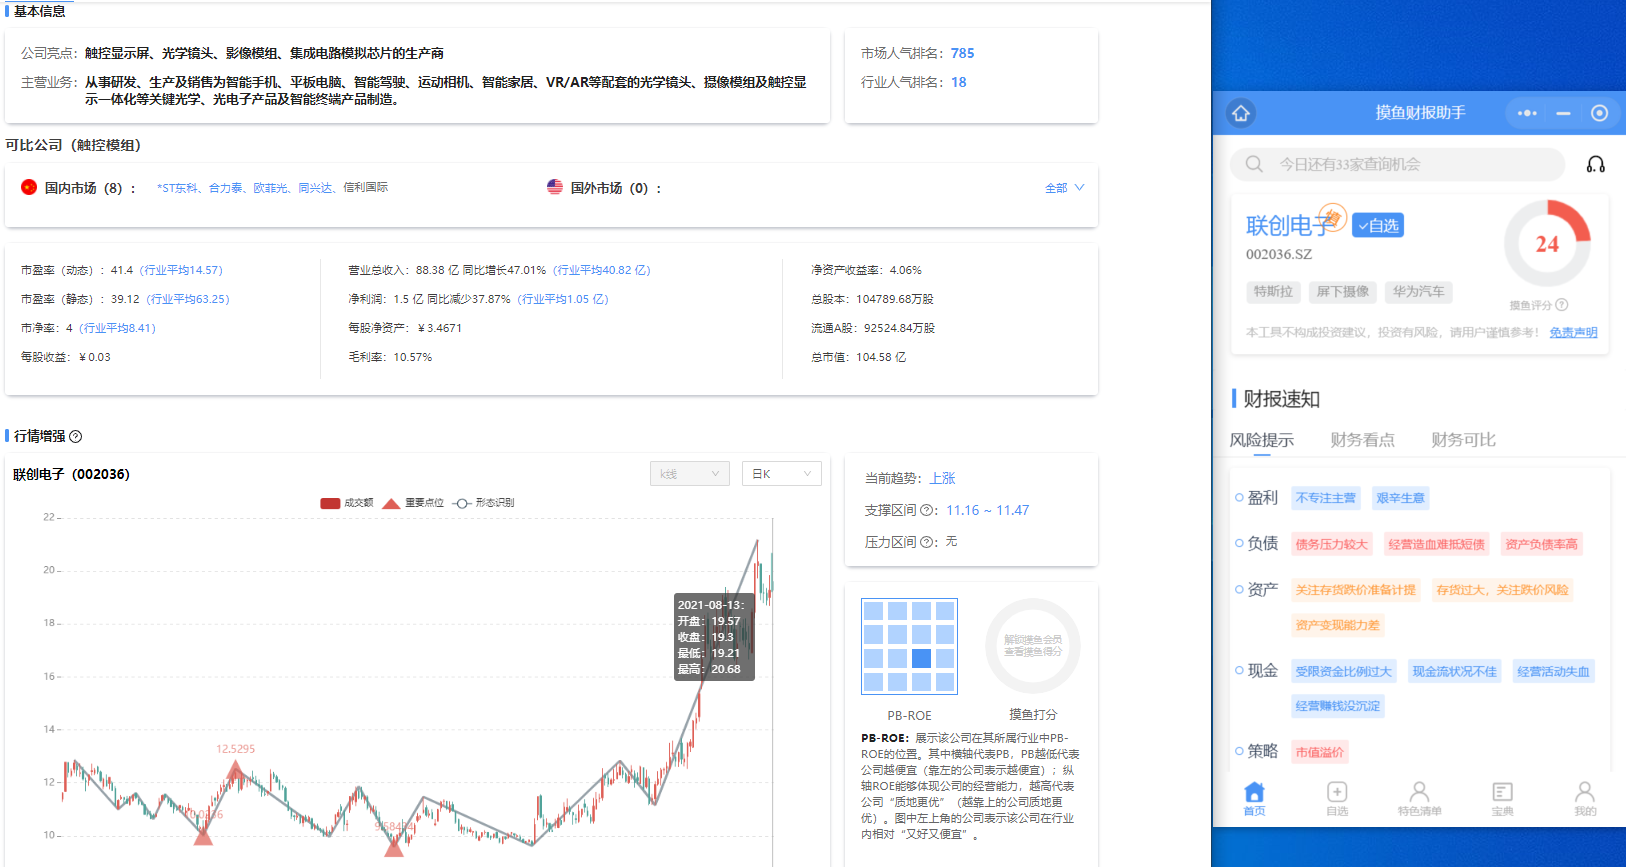 基本信息
公司亮点： 触控显示屏、光学镜头、影像模组、集成电路模拟芯片的生产商
主营业务： 从事研发、生产及销售为智能手机、平板电脑、智能驾驶、运动相机、智能家居、VR/AR等配套的光学镜头、摄像模组及触控显
示一体化等关键光学、光电子产品及智能终端产品制造。
市场人气排名： 785
行业人气排名： 18
可比公司（触控模组）
国内市场（8）： *ST东科、合力泰、欧菲光、同兴达、信利国际
国外市场（0）：
全部
市盈率（动态）：41.4 (行业平均14.57)
市盈率（静态）：39.12 (行业平均63.25)
市净率：4 (行业平均8.41)
每股收益：￥0.03
营业总收入：88.38 亿 同比增长47.01% (行业平均40.82 亿)
净利润：1.5 亿 同比减少37.87% (行业平均1.05 亿)
每股净资产：￥3.4671
毛利率：10.57%
净资产收益率：4.06%
总股本：104789.68万股
流通A股：92524.84万股
总市值：104.58 亿
行情增强
联创电子（002036）
k线
日K
成交额 重要点位 形态识别
22
20
18
16
14
12
10
2021-08-13：
开盘：19.57
收盘：19.3
最低：19.21
最高：20.68
12.5295
当前趋势：上涨
支撑区间：11.16 ~ 11.47
压力区间：无
PB-ROE
解锁摸鱼会员
查看摸鱼得分
摸鱼打分
PB-ROE：展示该公司在其所属行业中PB-
ROE的位置。其中横轴代表PB，PB越低代表
公司越便宜（靠左的公司表示越便宜）；纵
轴ROE能够体现公司的经营能力，越高代表
公司“质地更优”（越靠上的公司质地更
优）。图中左上角的公司表示该公司在行业
内相对“又好又便宜”。
摸鱼财报助手
今日还有33家查询机会
联创电子
自选
002036.SZ
24
特斯拉 屏下摄像 华为汽车
摸鱼评分
本工具不构成投资建议，投资有风险，请用户谨慎参考！ 免责声明
财报速知
风险提示 财务看点 财务可比
盈利 不专注主营 艰辛生意
负债 债务压力较大 经营造血难抵短债 资产负债率高
资产 关注存货跌价准备计提 存货过大，关注跌价风险
资产变现能力差
现金 受限资金比例过大 现金流状况不佳 经营活动失血
经营赚钱没沉淀
策略 市值溢价
首页 自选 特色清单 宝典 我的